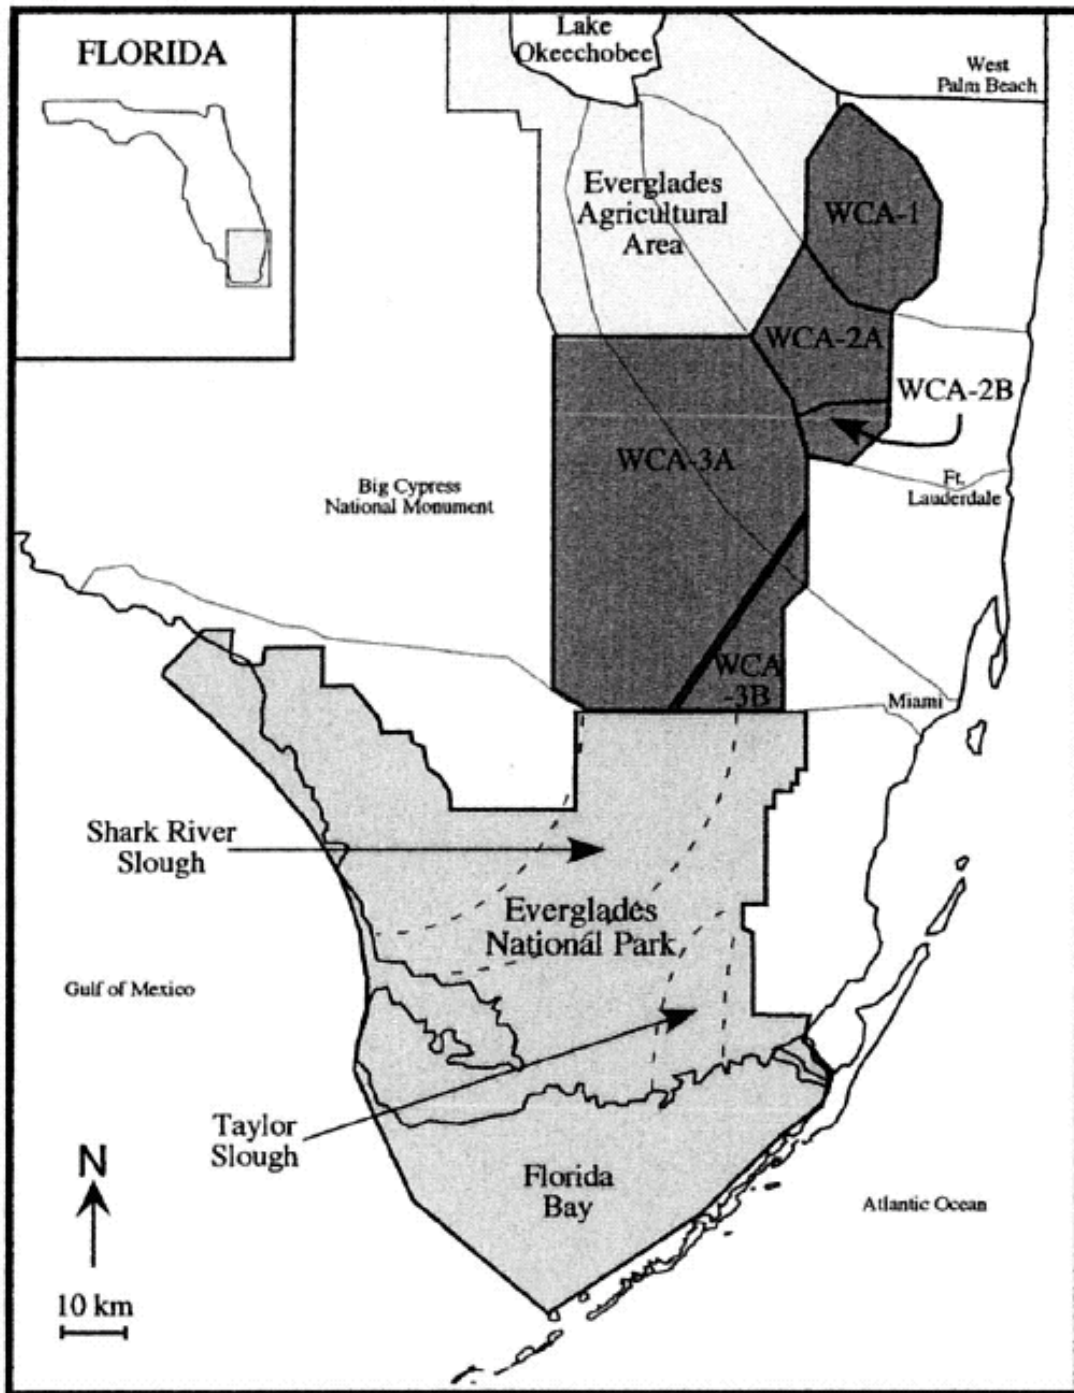 FLORIDA
Lake
Okeechobee
West
Palm Beach
Everglades
Agricultural
Area
WCA-1
WCA-2A
WCA-2B
WCA-3A
Big Cypress
National Monument
Ft.
Lauderdale
WCA
-3B
Miami
Shark River
Slough
Everglades
National Park
Gulf of Mexico
Taylor
Slough
Florida
Bay
Atlantic Ocean
N
10 km